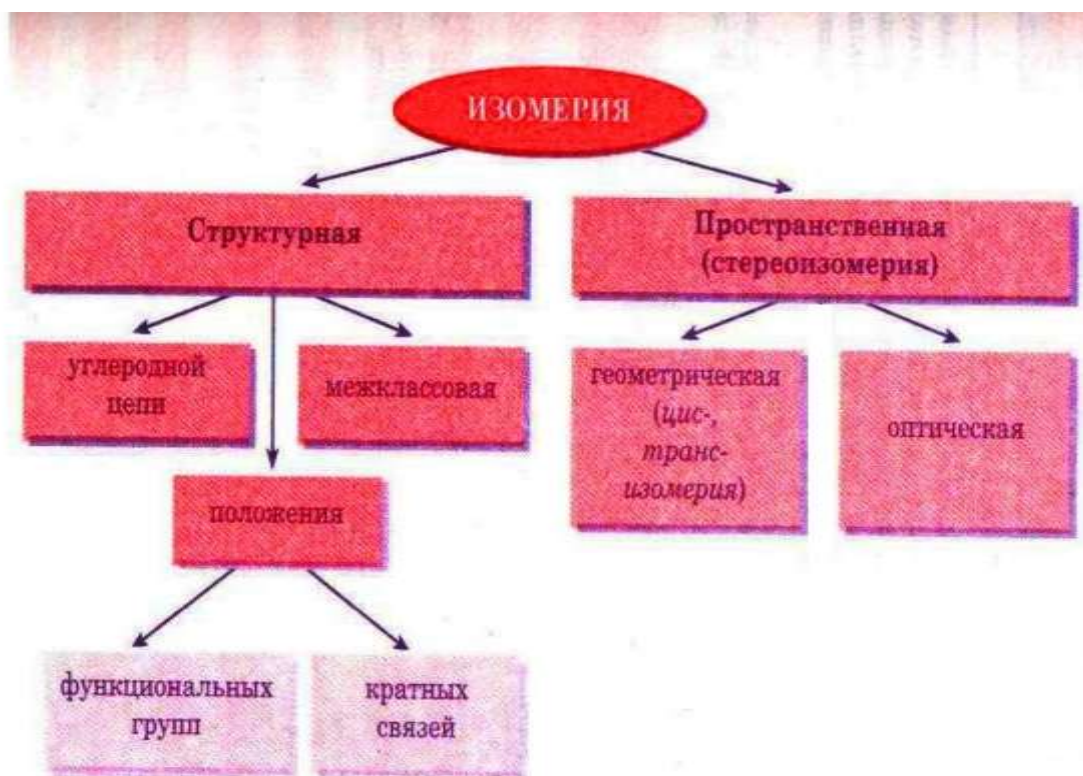 ИЗОМЕРИЯ
Структурная
Пространственная
(стереоизомерия)
углеродной
цепи
межклассовая
геометрическая
(цис-,
транс-
изомерия)
оптическая
положения
функциональных
групп
кратных
связей